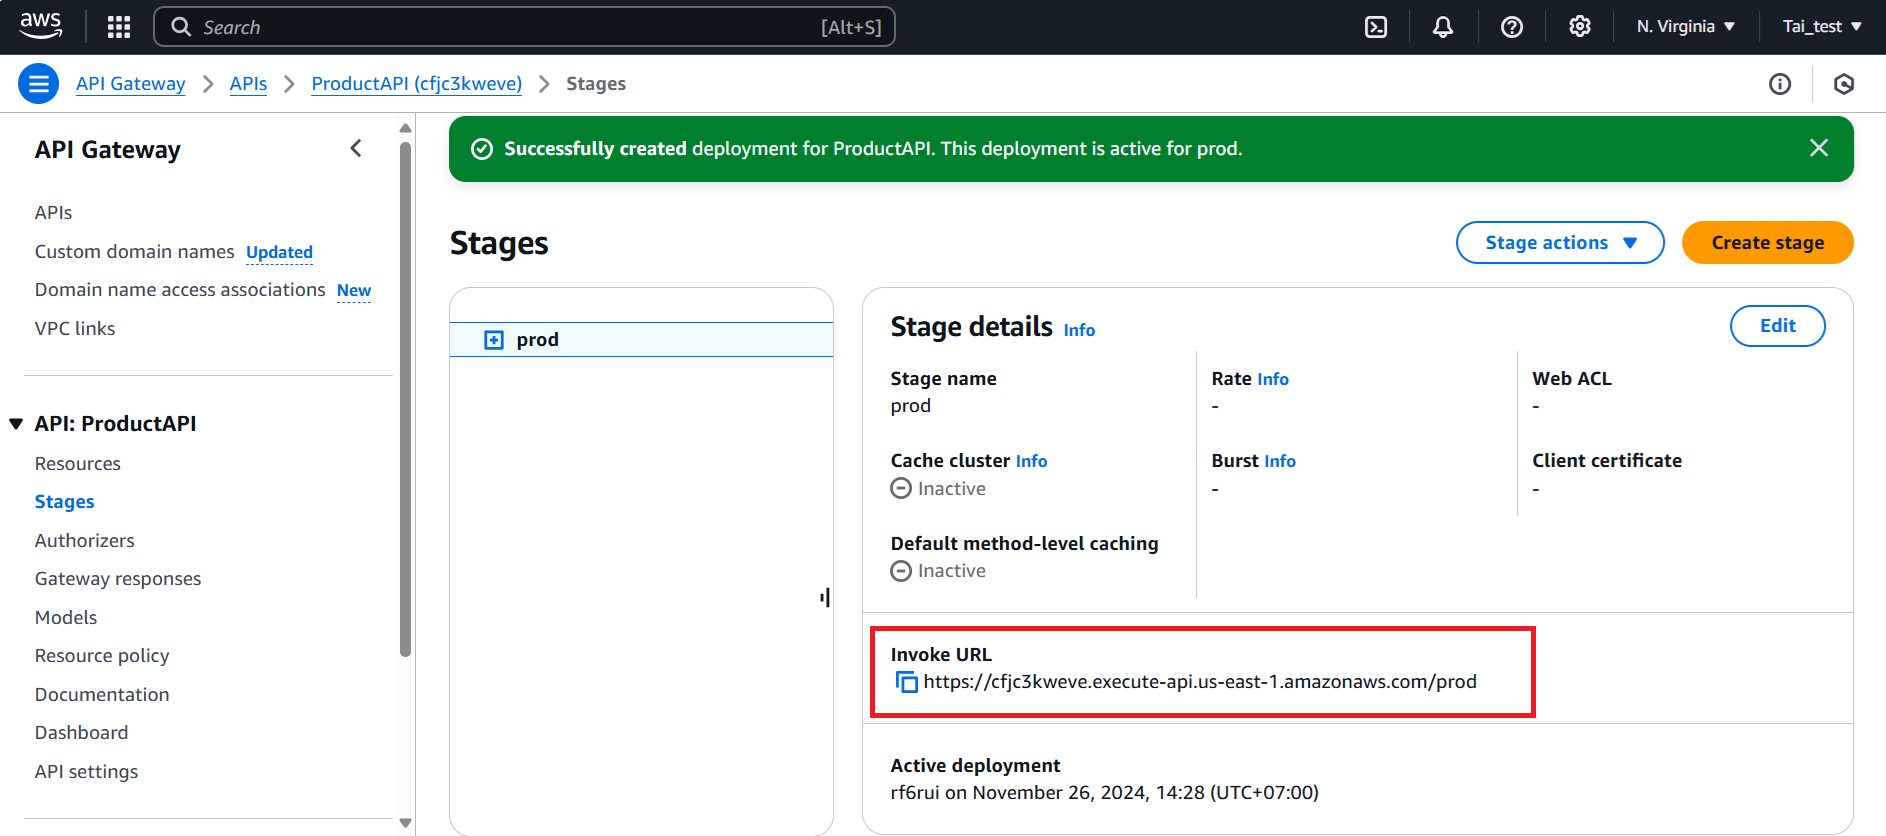 aws
Search
[Alt+S]
N. Virginia
Tai_test
API Gateway
APIs
ProductAPI (cfjc3kweve)
Stages
API Gateway
APIs
Custom domain names Updated
Domain name access associations New
VPC links
API: ProductAPI
Resources
Stages
Authorizers
Gateway responses
Models
Resource policy
Documentation
Dashboard
API settings
Successfully created deployment for ProductAPI. This deployment is active for prod.
Stages
Stage actions
Create stage
prod
Stage details Info
Edit
Stage name
prod
Rate Info
-
Web ACL
-
Cache cluster Info
Inactive
Burst Info
-
Client certificate
-
Default method-level caching
Inactive
Invoke URL
https://cfjc3kweve.execute-api.us-east-1.amazonaws.com/prod
Active deployment
rf6rui on November 26, 2024, 14:28 (UTC+07:00)